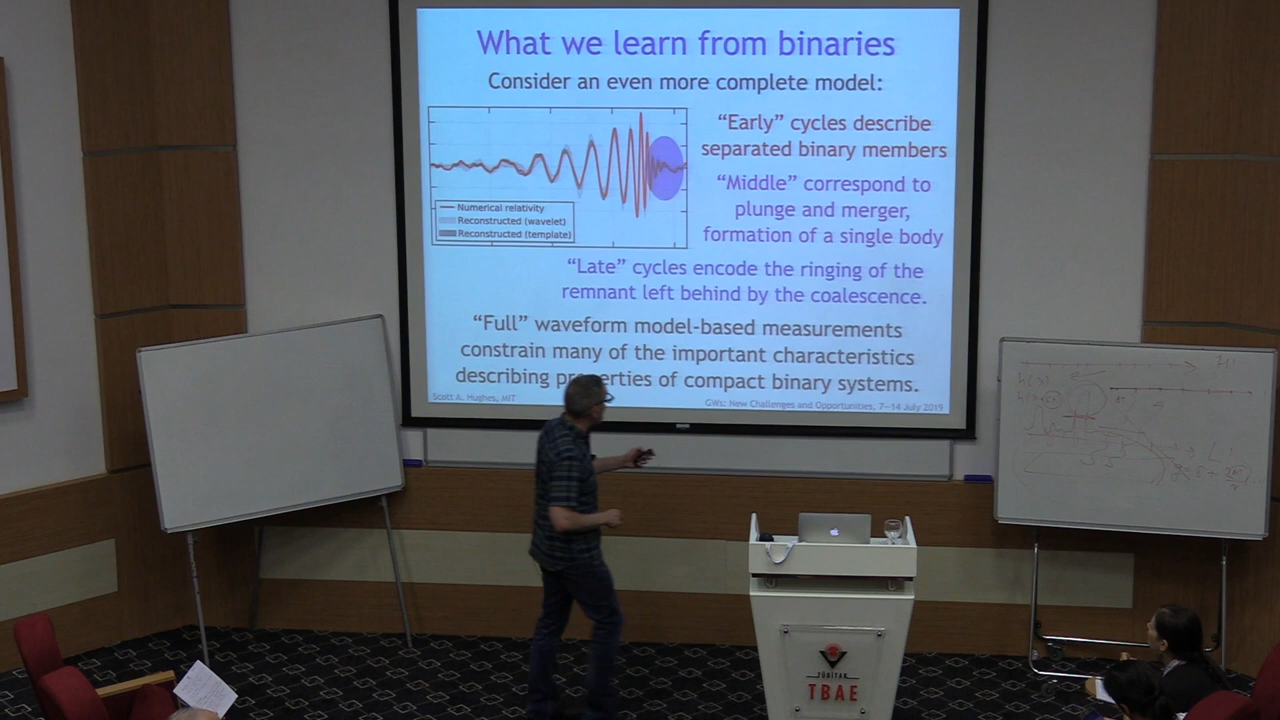 What we learn from binaries
Consider an even more complete model:
Numerical relativity
Reconstructed (wavelet)
Reconstructed (template)
“Early” cycles describe
separated binary members
“Middle” correspond to
plunge and merger,
formation of a single body
“Late” cycles encode the ringing of the
remnant left behind by the coalescence.
“Full” waveform model-based measurements
constrain many of the important characteristics
describing properties of compact binary systems.
Scott A. Hughes, MIT
GWs: New Challenges and Opportunities, 7—14 July 2019
TÜBİTAK
TBAE